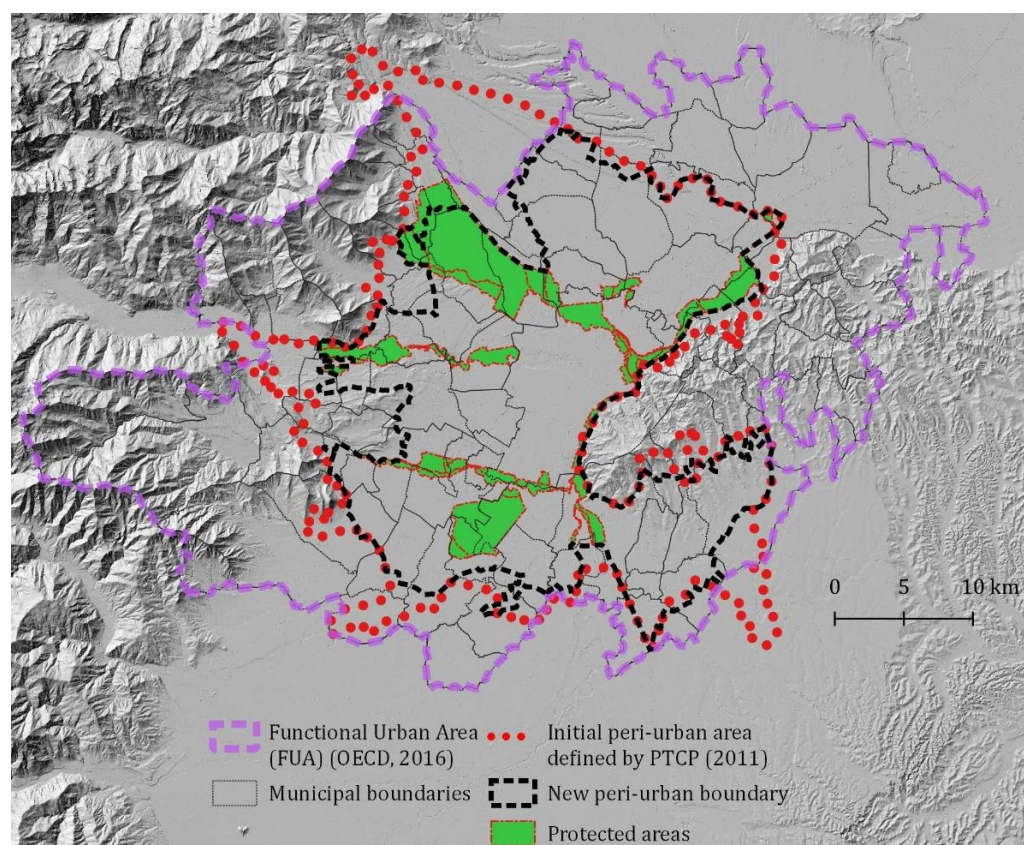 0 5 10 km
Functional Urban Area
(FUA) (OECD, 2016)
Initial peri-urban area
defined by PTCP (2011)
Municipal boundaries
New peri-urban boundary
Protected areas